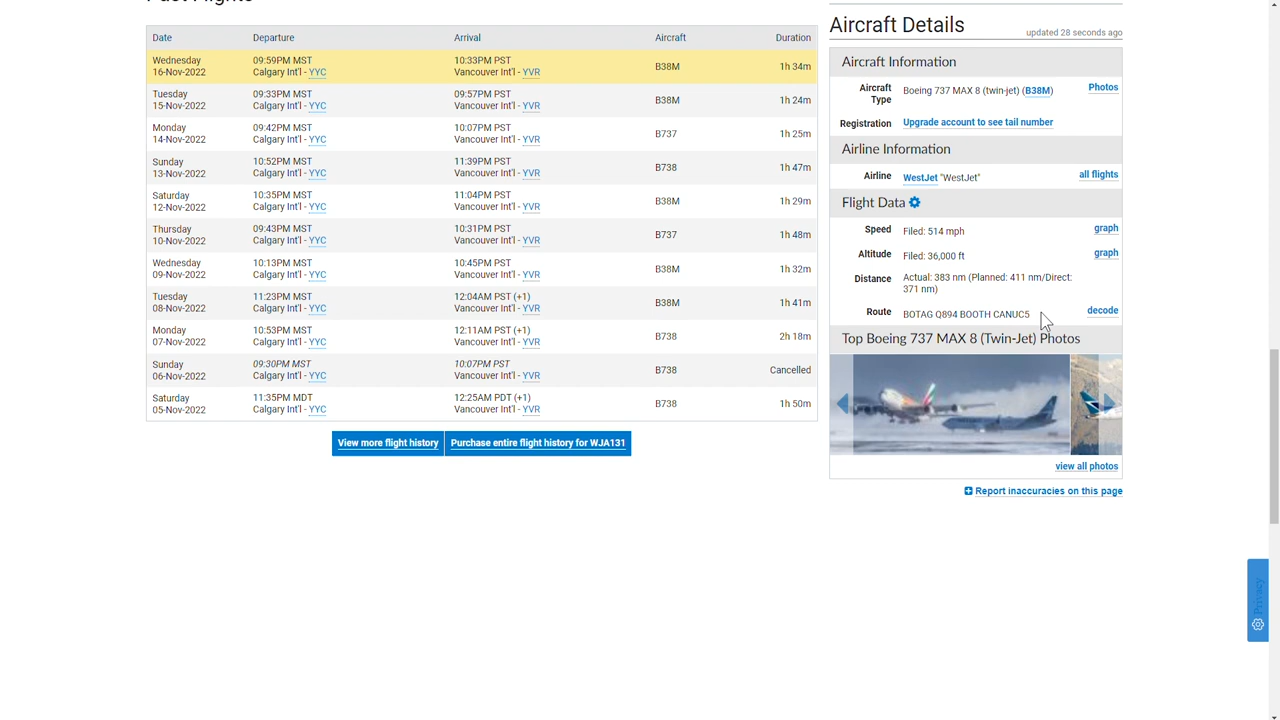 Past Flights
Date Departure Arrival Aircraft Duration
Wednesday 09:59PM MST 10:33PM PST
16-Nov-2022 Calgary Int'l - YYC Vancouver Int'l - YVR B38M 1h 34m
Tuesday 09:33PM MST 09:57PM PST
15-Nov-2022 Calgary Int'l - YYC Vancouver Int'l - YVR B38M 1h 24m
Monday 09:42PM MST 10:07PM PST
14-Nov-2022 Calgary Int'l - YYC Vancouver Int'l - YVR B737 1h 25m
Sunday 10:52PM MST 11:39PM PST
13-Nov-2022 Calgary Int'l - YYC Vancouver Int'l - YVR B738 1h 47m
Saturday 10:35PM MST 11:04PM PST
12-Nov-2022 Calgary Int'l - YYC Vancouver Int'l - YVR B38M 1h 29m
Thursday 09:43PM MST 10:31PM PST
10-Nov-2022 Calgary Int'l - YYC Vancouver Int'l - YVR B737 1h 48m
Wednesday 10:13PM MST 10:45PM PST
09-Nov-2022 Calgary Int'l - YYC Vancouver Int'l - YVR B38M 1h 32m
Tuesday 11:23PM MST 12:04AM PST (+1)
08-Nov-2022 Calgary Int'l - YYC Vancouver Int'l - YVR B38M 1h 41m
Monday 10:53PM MST 12:11AM PST (+1)
07-Nov-2022 Calgary Int'l - YYC Vancouver Int'l - YVR B738 2h 18m
Sunday 09:30PM MST 10:07PM PST
06-Nov-2022 Calgary Int'l - YYC Vancouver Int'l - YVR B738 Cancelled
Saturday 11:35PM MDT 12:25AM PDT (+1)
05-Nov-2022 Calgary Int'l - YYC Vancouver Int'l - YVR B738 1h 50m
View more flight history Purchase entire flight history for WJA131
Aircraft Details updated 28 seconds ago
Aircraft Information
Aircraft Type Boeing 737 MAX 8 (twin-jet) (B38M) Photos
Registration Upgrade account to see tail number
Airline Information
Airline WestJet "WestJet" all flights
Flight Data
Speed Filed: 514 mph graph
Altitude Filed: 36,000 ft graph
Distance Actual: 383 nm (Planned: 411 nm/Direct:
371 nm)
Route BOTAG Q894 BOOTH CANUC5 decode
Top Boeing 737 MAX 8 (Twin-Jet) Photos
view all photos
Report inaccuracies on this page
Privacy